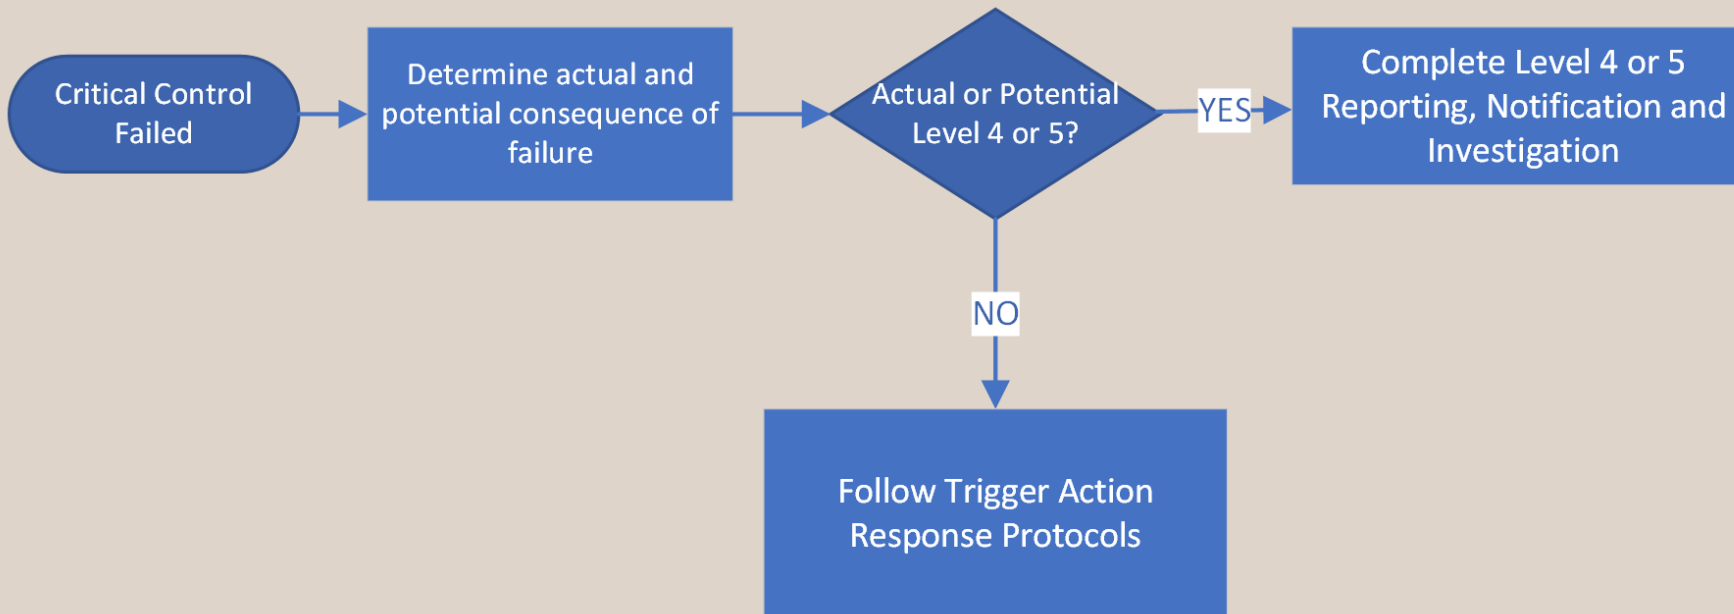 Critical Control
Failed
Determine actual and
potential consequence of
failure
Actual or Potential
Level 4 or 5?
YES
Complete Level 4 or 5
Reporting, Notification and
Investigation
NO
Follow Trigger Action
Response Protocols